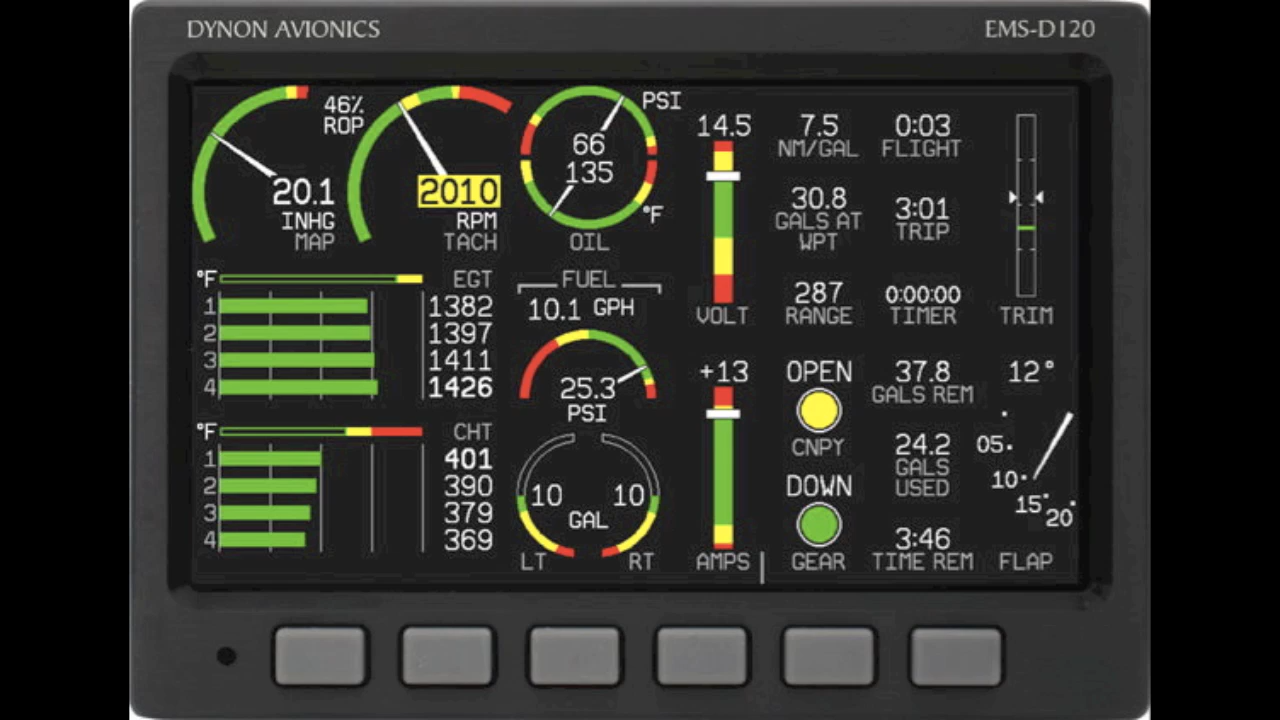 DYNON AVIONICS
EMS-D120
46%
ROP
20.1
INHG
MAP
2010
RPM
TACH
PSI
66
135
°F
OIL
14.5
VOLT
7.5
NM/GAL
0:03
FLIGHT
30.8
GALS AT
WPT
3:01
TRIP
287
RANGE
0:00:00
TIMER
TRIM
°F
EGT
1 1382
2 1397
3 1411
4 1426
°F
CHT
1 401
2 390
3 379
4 369
FUEL
10.1 GPH
25.3
PSI
10 10
GAL
LT RT
+13
AMPS
OPEN
CNPY
DOWN
GEAR
37.8
GALS REM
24.2
GALS
USED
3:46
TIME REM
12°
05
10
15
20
FLAP